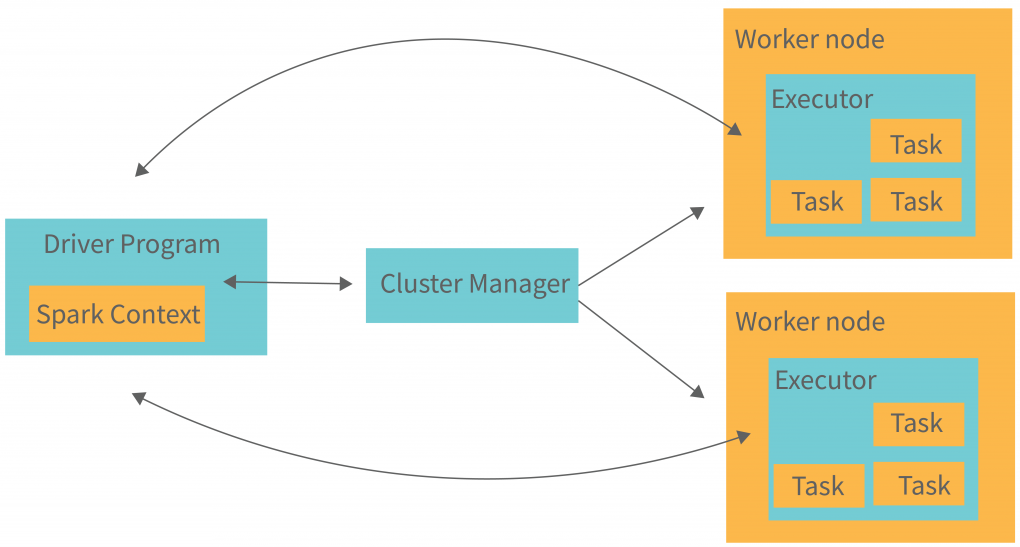 Driver Program
Spark Context
Cluster Manager
Worker node
Executor
Task
Task Task
Worker node
Executor
Task
Task Task